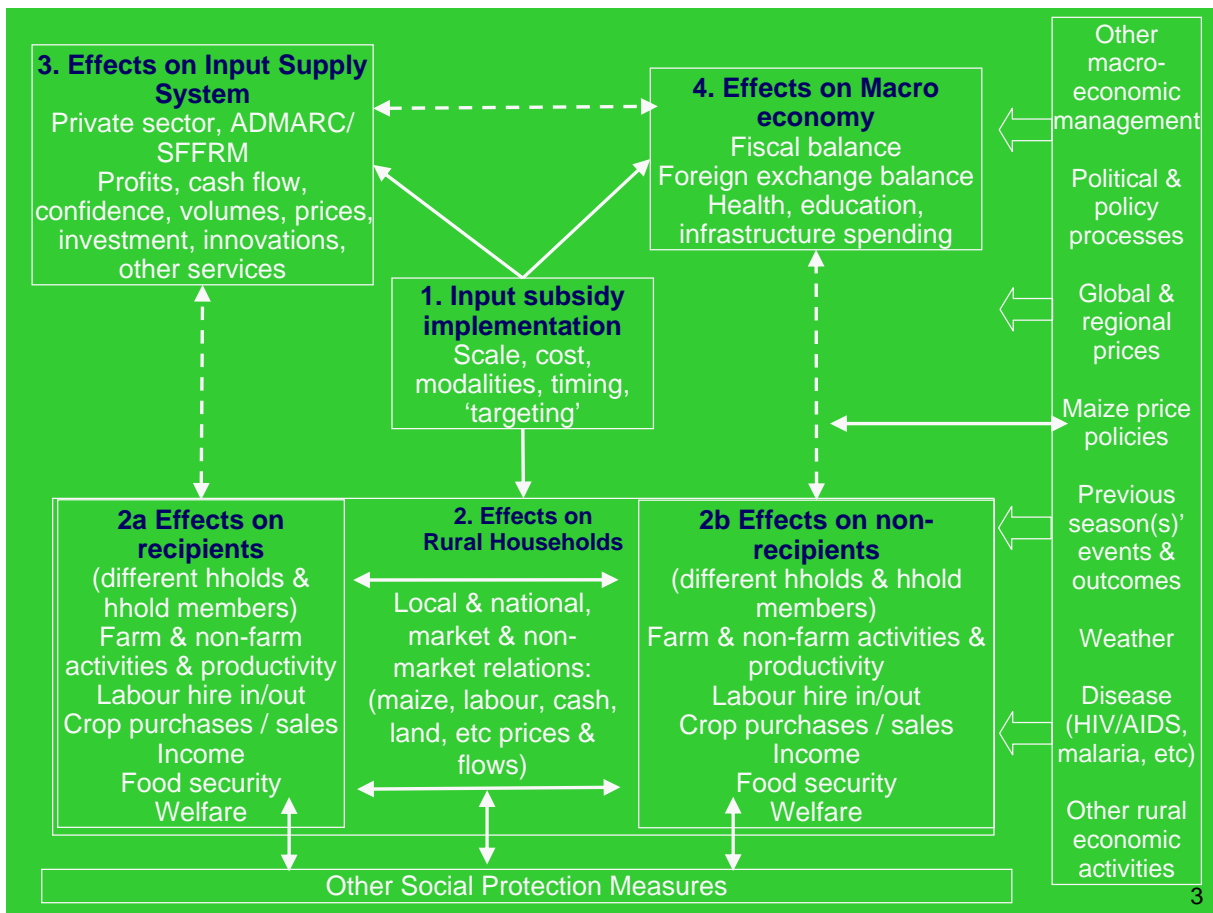 3. Effects on Input Supply
System
Private sector, ADMARC/
SFFRM
Profits, cash flow,
confidence, volumes, prices,
investment, innovations,
other services
4. Effects on Macro
economy
Fiscal balance
Foreign exchange balance
Health, education,
infrastructure spending
1. Input subsidy
implementation
Scale, cost,
modalities, timing,
‘targeting’
2a Effects on
recipients
(different hholds &
hhold members)
Farm & non-farm
activities & productivity
Labour hire in/out
Crop purchases / sales
Income
Food security
Welfare
2. Effects on
Rural Households
Local & national,
market & non-
market relations:
(maize, labour, cash,
land, etc prices &
flows)
2b Effects on non-
recipients
(different hholds & hhold
members)
Farm & non-farm activities &
productivity
Labour hire in/out
Crop purchases / sales
Income
Food security
Welfare
Other Social Protection Measures
Other
macro-
economic
management
Political &
policy
processes
Global &
regional
prices
Maize price
policies
Previous
season(s)’
events &
outcomes
Weather
Disease
(HIV/AIDS,
malaria, etc)
Other rural
economic
activities
3